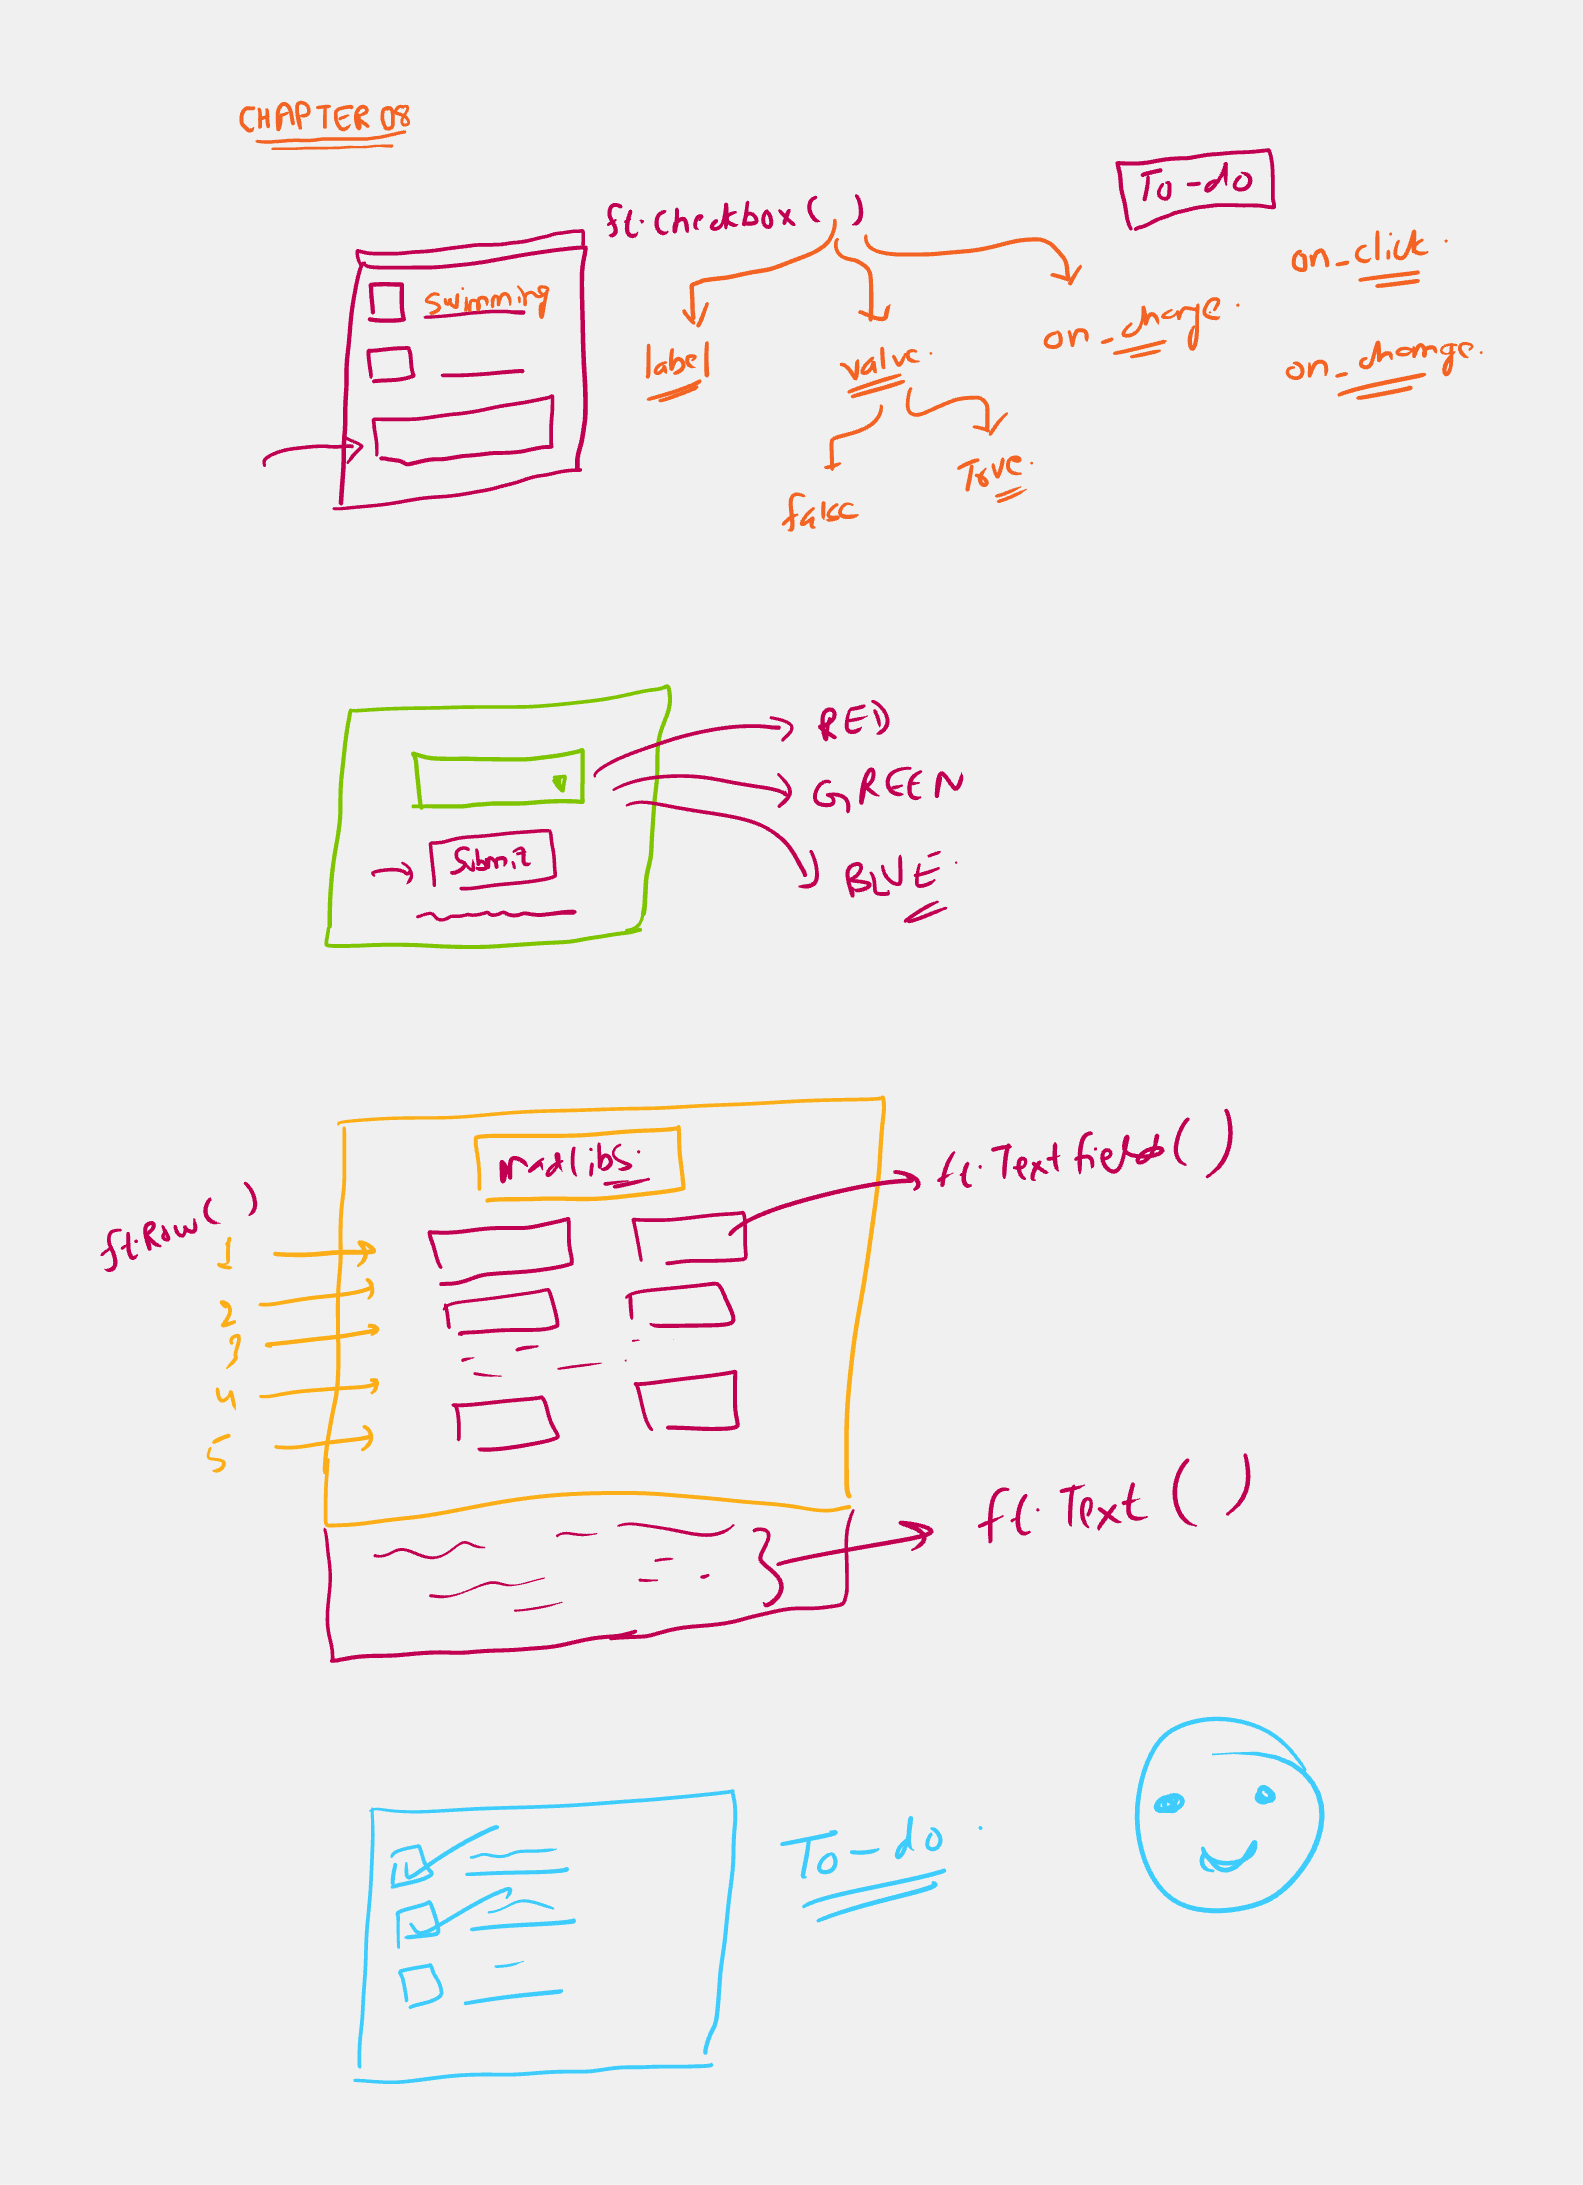 CHAPTER 08
To-do
ft.Checkbox( )
on_click.
swimming
label
value.
on_change.
on_change.
false
True.
RED
GREEN
Submit
BLUE.
madlibs.
ft.Textfield( )
ft.Row( )
1
2
3
4
5
ft.Text( )
To-do.